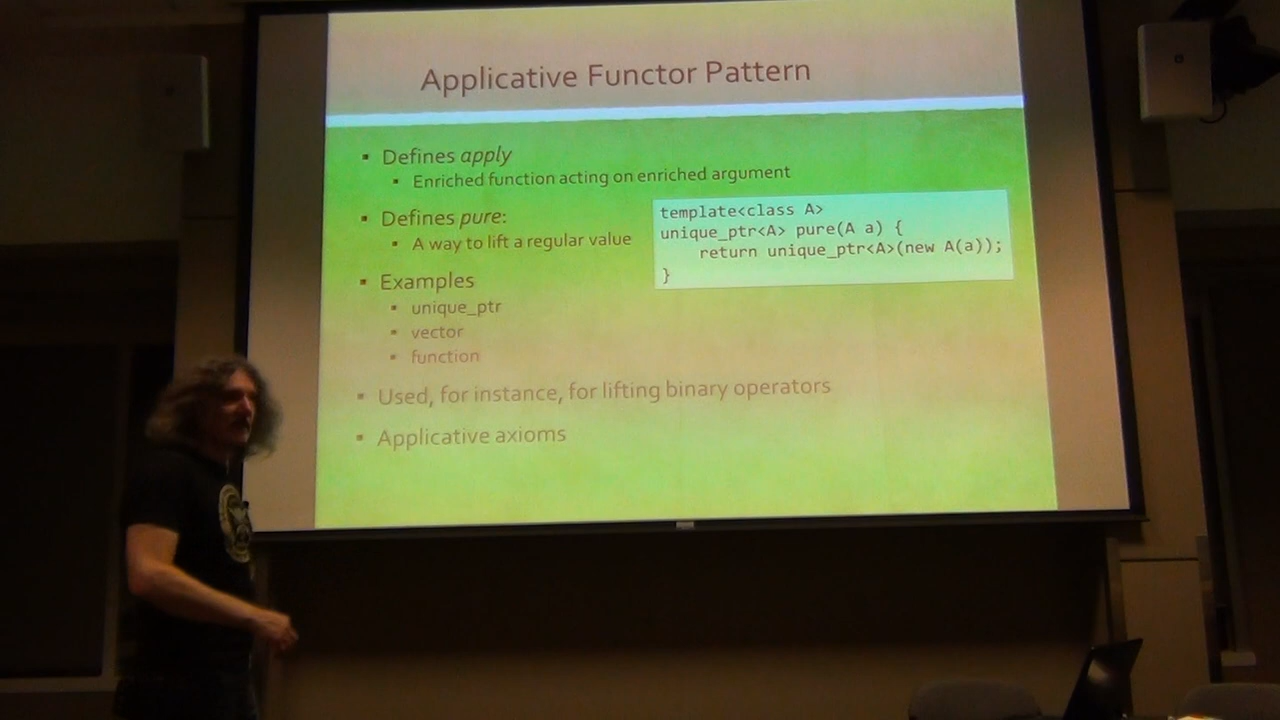 Applicative Functor Pattern
Defines apply
Enriched function acting on enriched argument
Defines pure:
A way to lift a regular value
template<class A>
unique_ptr<A> pure(A a) {
return unique_ptr<A>(new A(a));
}
Examples
unique_ptr
vector
function
Used, for instance, for lifting binary operators
Applicative axioms